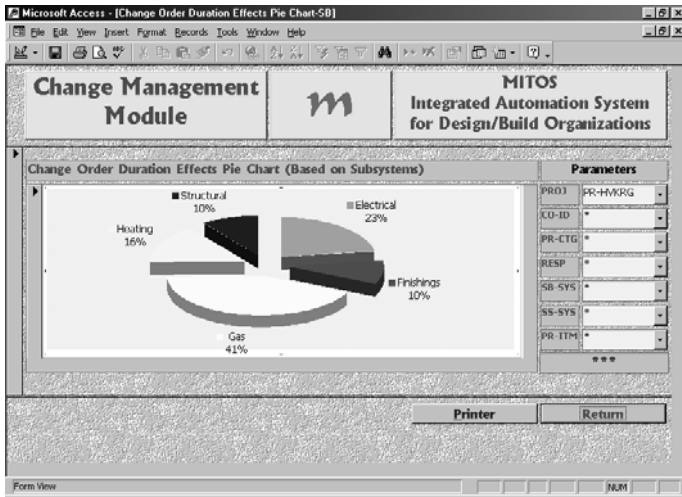 Microsoft Access - [Change Order Duration Effects Pie Chart-SB]
File Edit View Insert Format Records Tools Window Help
Change Management
Module
m
MITOS
Integrated Automation System
for Design/Build Organizations
Change Order Duration Effects Pie Chart (Based on Subsystems)
Structural
10%
Electrical
23%
Heating
16%
Finishings
10%
Gas
41%
Parameters
PROJ PR-HVKRG
CO-ID *
PR-CTG *
RESP *
SB-SYS *
SS-SYS *
PR-ITM *
***
Printer Return
Form View NUM